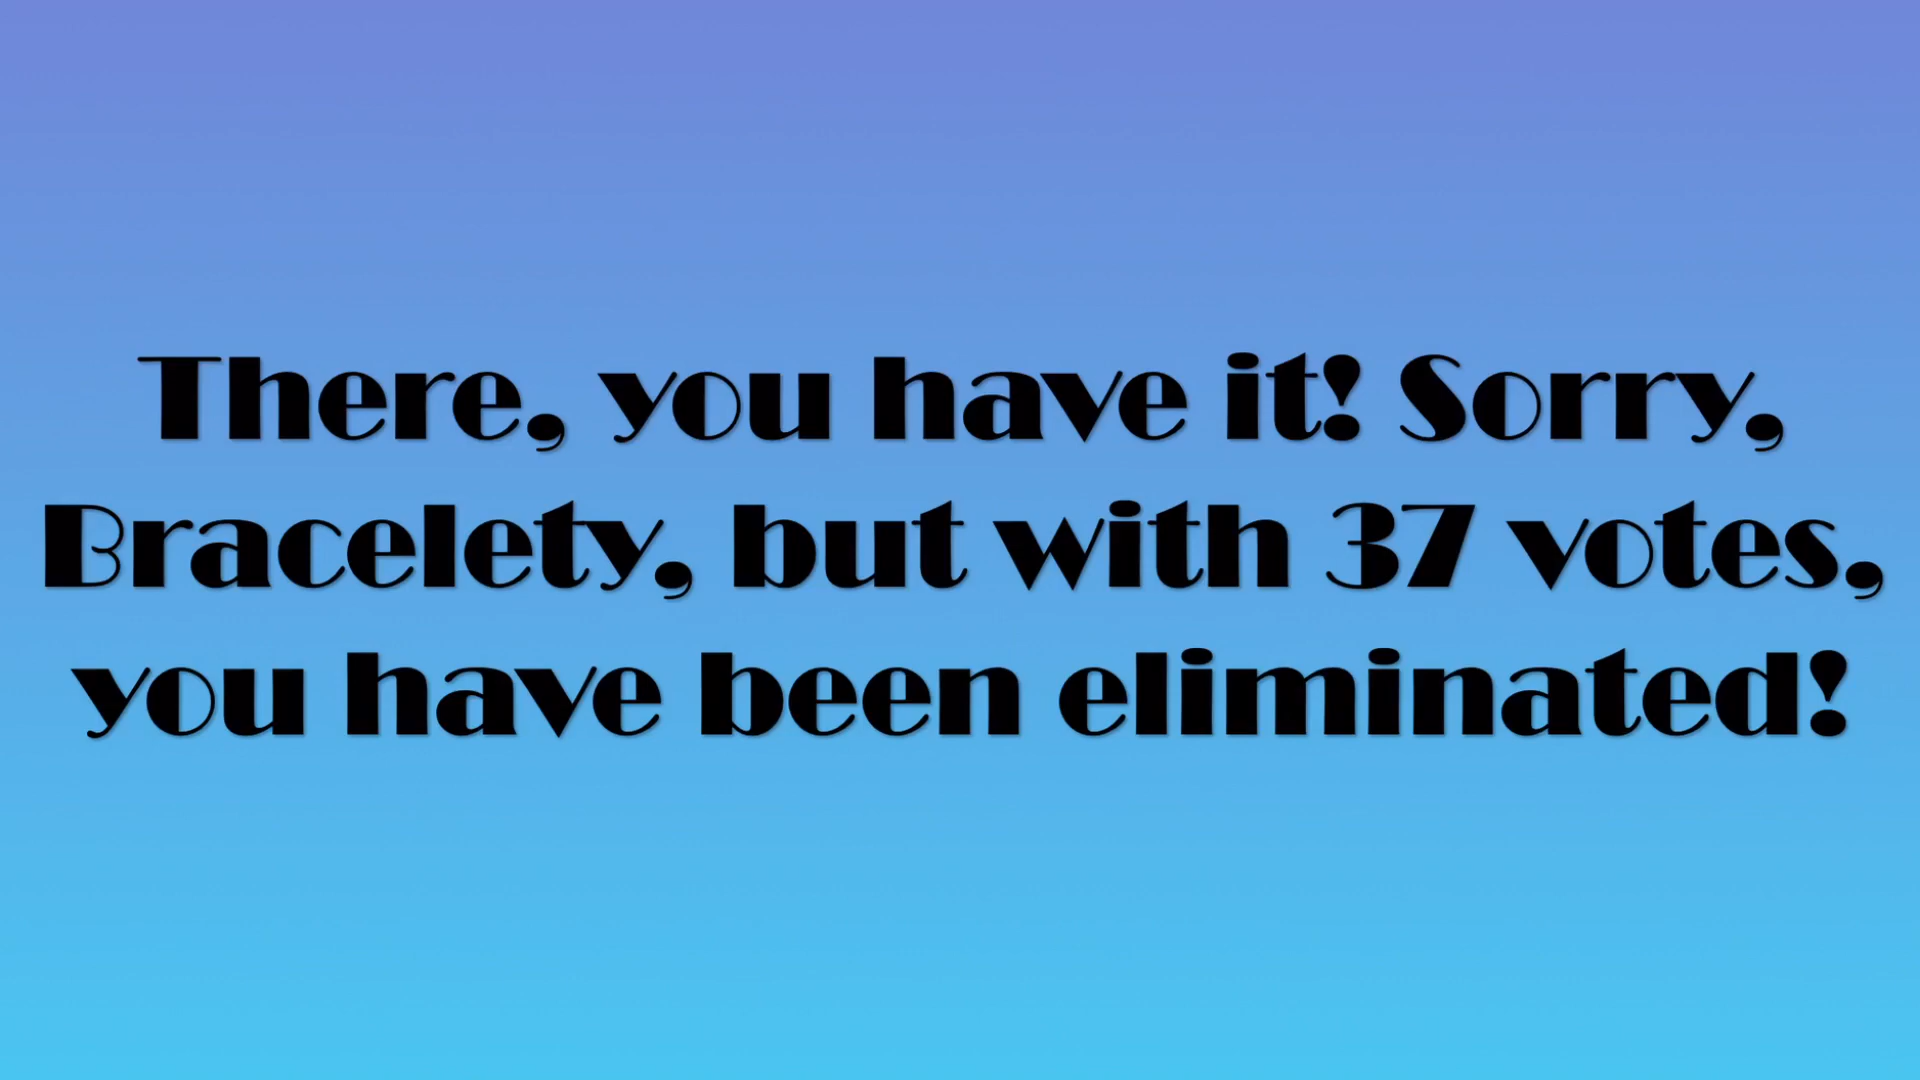 There, you have it! Sorry,
Bracelety, but with 37 votes,
you have been eliminated!